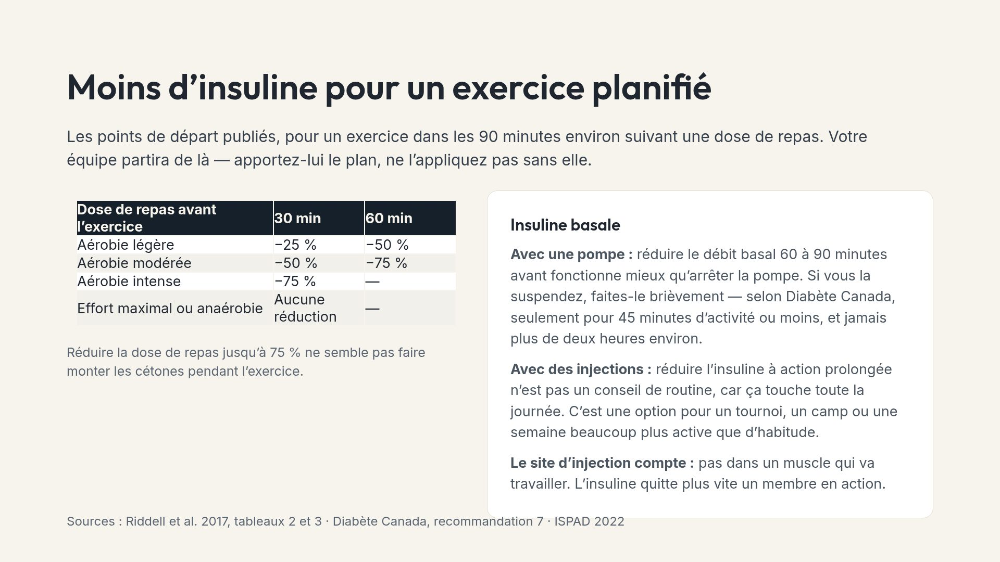 Moins d’insuline pour un exercice planifié
Les points de départ publiés, pour un exercice dans les 90 minutes environ suivant une dose de repas. Votre
équipe partira de là — apportez-lui le plan, ne l’appliquez pas sans elle.
Dose de repas avant
l’exercice
30 min
60 min
Aérobie légère −25 % −50 %
Aérobie modérée −50 % −75 %
Aérobie intense −75 % —
Effort maximal ou anaérobie
Aucune
réduction
—
Réduire la dose de repas jusqu’à 75 % ne semble pas faire
monter les cétones pendant l’exercice.
Insuline basale
Avec une pompe : réduire le débit basal 60 à 90 minutes
avant fonctionne mieux qu’arrêter la pompe. Si vous la
suspendez, faites-le brièvement — selon Diabète Canada,
seulement pour 45 minutes d’activité ou moins, et jamais
plus de deux heures environ.
Avec des injections : réduire l’insuline à action prolongée
n’est pas un conseil de routine, car ça touche toute la
journée. C’est une option pour un tournoi, un camp ou une
semaine beaucoup plus active que d’habitude.
Le site d’injection compte : pas dans un muscle qui va
travailler. L’insuline quitte plus vite un membre en action.
Sources : Riddell et al. 2017, tableaux 2 et 3 · Diabète Canada, recommandation 7 · ISPAD 2022